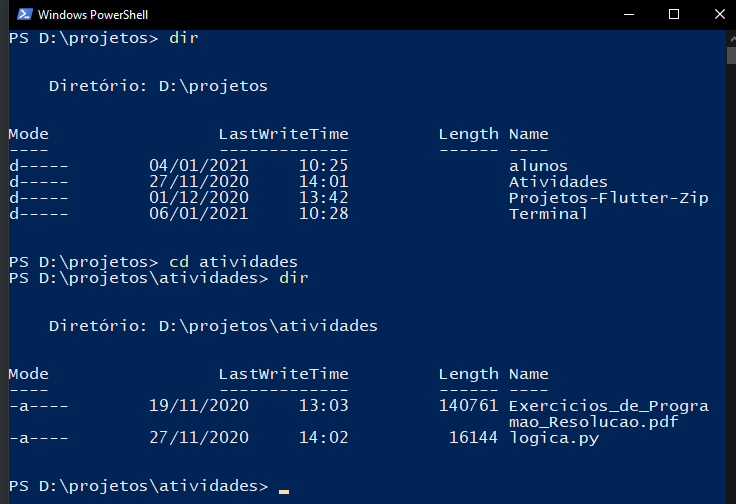 Windows PowerShell
PS D:\projetos> dir
Diretório: D:\projetos
Mode LastWriteTime Length Name
---- ------------- ------ ----
d----- 04/01/2021 10:25 alunos
d----- 27/11/2020 14:01 Atividades
d----- 01/12/2020 13:42 Projetos-Flutter-Zip
d----- 06/01/2021 10:28 Terminal
PS D:\projetos> cd atividades
PS D:\projetos\atividades> dir
Diretório: D:\projetos\atividades
Mode LastWriteTime Length Name
---- ------------- ------ ----
-a---- 19/11/2020 13:03 140761 Exercicios_de_Progra
mao_Resolucao.pdf
-a---- 27/11/2020 14:02 16144 logica.py
PS D:\projetos\atividades>